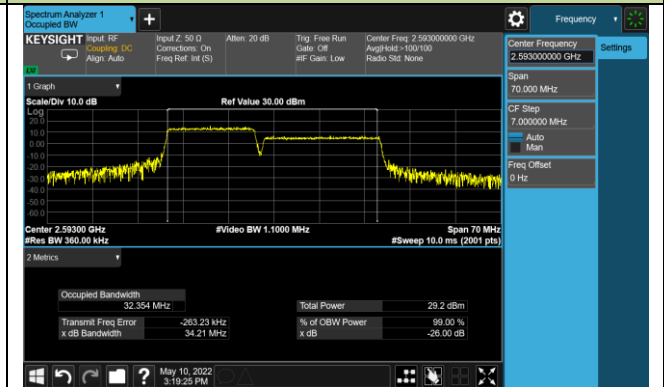 Spectrum Analyzer 1
Occupied BW
Frequency
KEYSIGHT
Input: RF
Coupling: DC
Align: Auto
Input Z: 50 Ω
Corrections: On
Freq Ref: Int (S)
Atten: 20 dB
Trig: Free Run
Gate: Off
#IF Gain: Low
Center Freq: 2.593000000 GHz
Avg|Hold:>100/100
Radio Std: None
LW
Center Frequency
2.593000000 GHz
Settings
Span
70.000 MHz
CF Step
7.000000 MHz
Auto
Man
Freq Offset
0 Hz
1 Graph
Scale/Div 10.0 dB
Ref Value 30.00 dBm
Log
20.0
10.0
0.00
-10.0
-20.0
-30.0
-40.0
-50.0
-60.0
Center 2.59300 GHz
#Video BW 1.1000 MHz
Span 70 MHz
#Res BW 360.00 kHz
#Sweep 10.0 ms (2001 pts)
2 Metrics
Occupied Bandwidth
32.354 MHz
Total Power 29.2 dBm
Transmit Freq Error -263.23 kHz
% of OBW Power 99.00 %
x dB Bandwidth 34.21 MHz
x dB -26.00 dB
?
May 10, 2022
3:19:25 PM